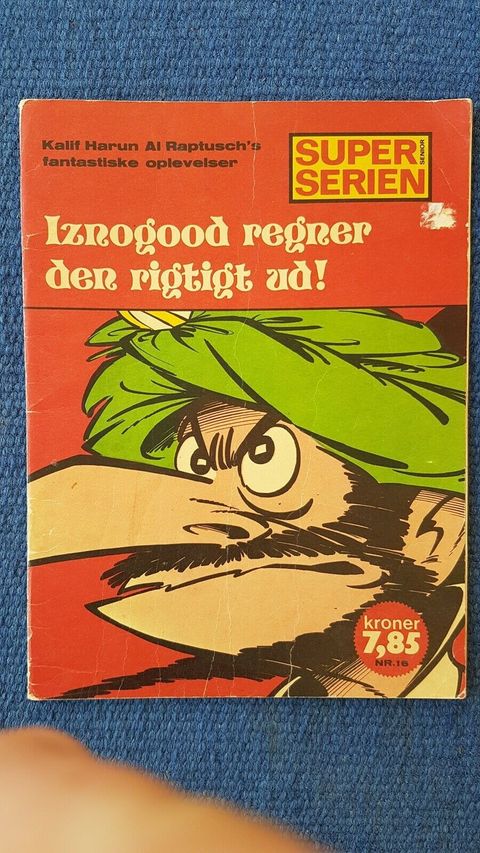 Kalif Harun Al Raptusch's
fantastiske oplevelser
SUPER
SERIEN
SENIOR
Iznogood regner
den rigtigt ud!
kroner
7,85
NR.16